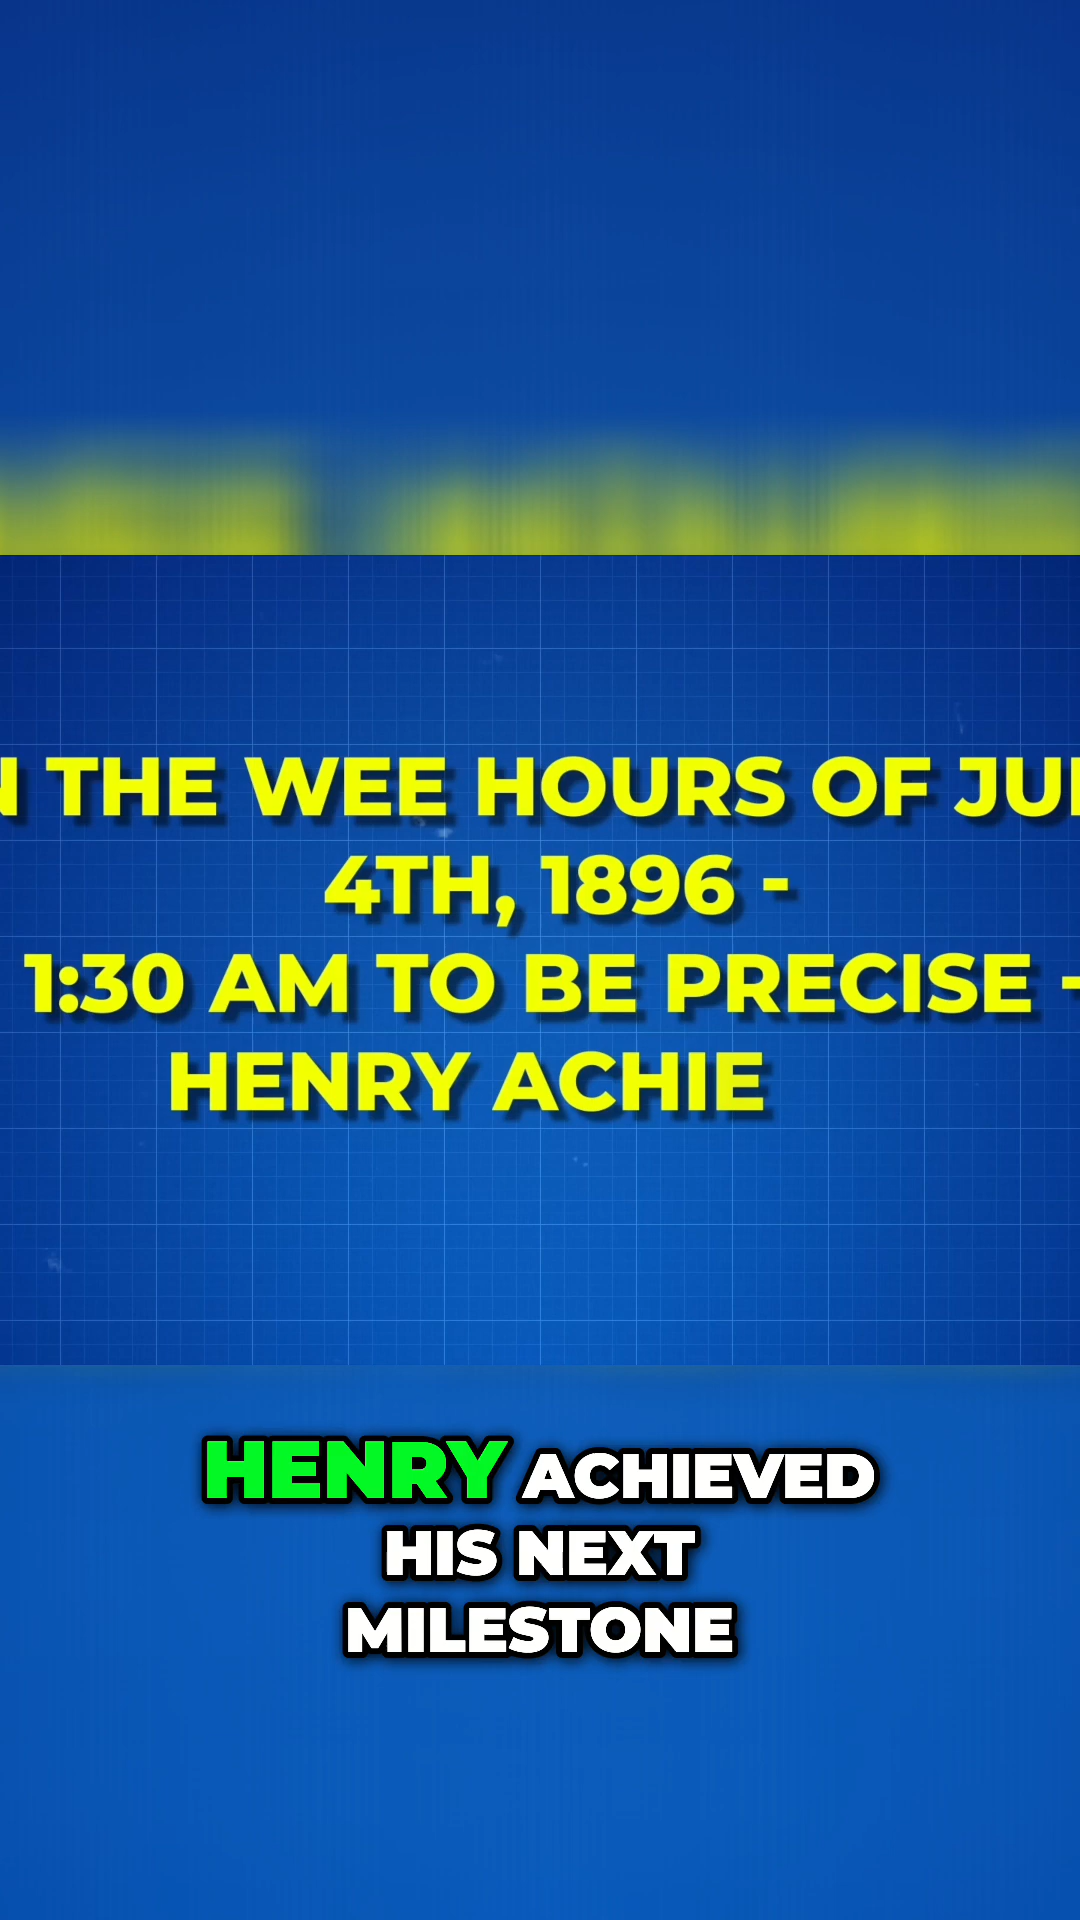 N THE WEE HOURS OF JU
4TH, 1896 -
1:30 AM TO BE PRECISE -
HENRY ACHIE
HENRY ACHIEVED
HIS NEXT
MILESTONE